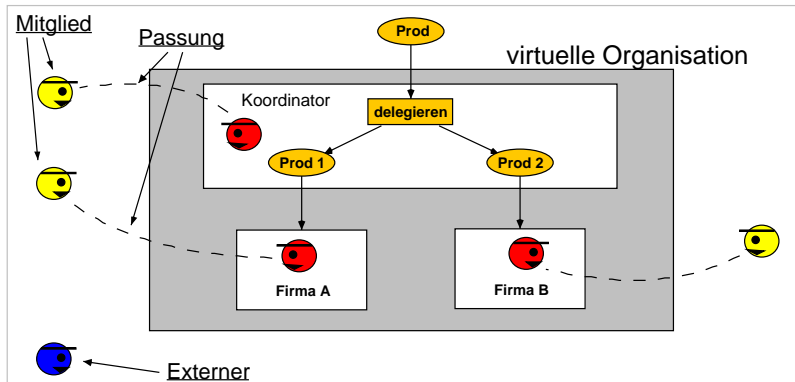 Mitglied
Passung
Prod
virtuelle Organisation
Koordinator
delegieren
Prod 1
Prod 2
Firma A
Firma B
Externer